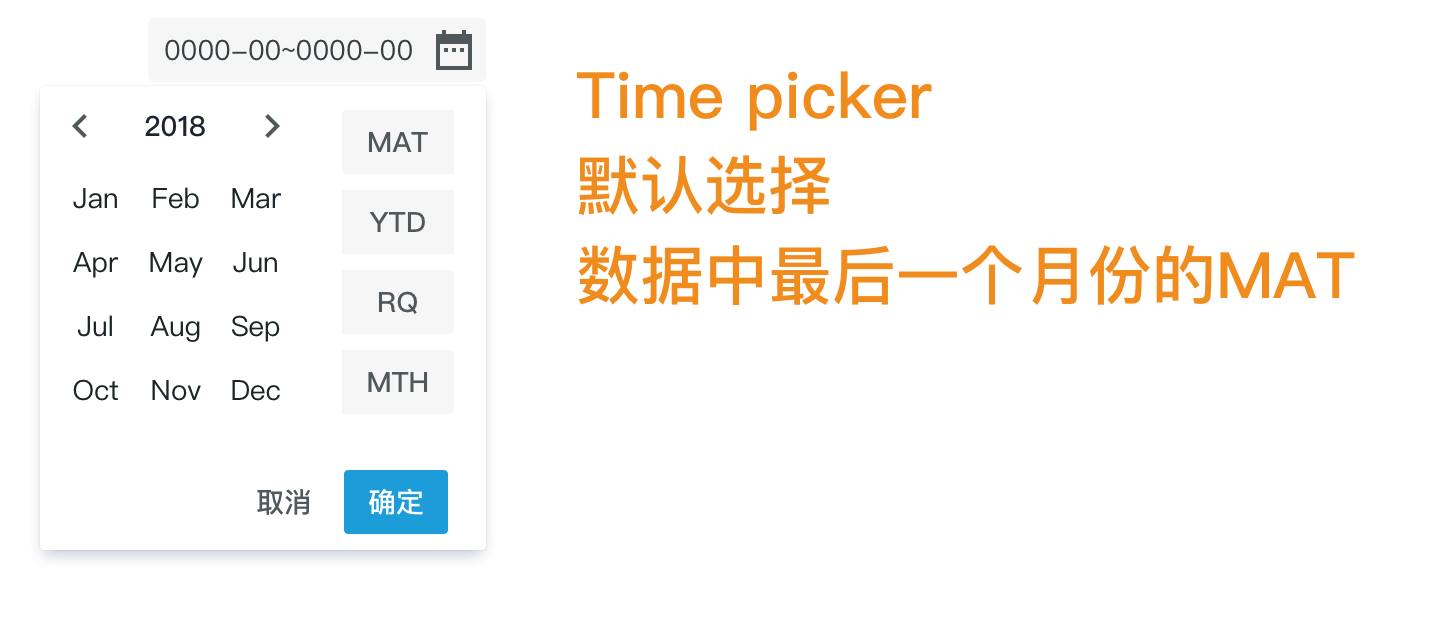 0000-00~0000-00
2018
Jan Feb Mar
Apr May Jun
Jul Aug Sep
Oct Nov Dec
MAT
YTD
RQ
MTH
取消 确定
Time picker
默认选择
数据中最后一个月份的MAT